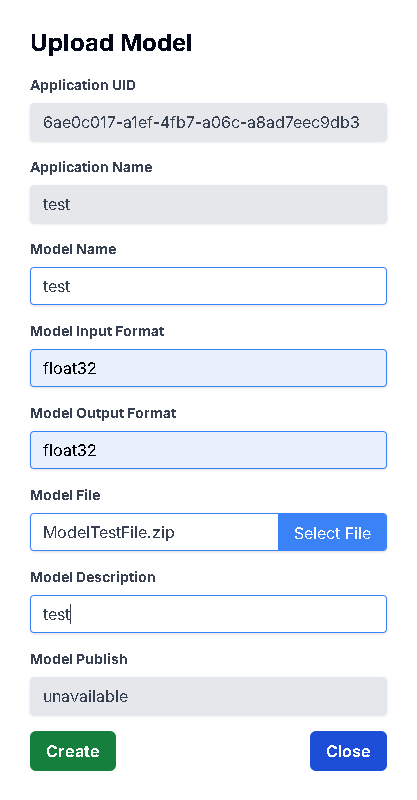 Upload Model
Application UID
6ae0c017-a1ef-4fb7-a06c-a8ad7eec9db3
Application Name
test
Model Name
test
Model Input Format
float32
Model Output Format
float32
Model File
ModelTestFile.zip Select File
Model Description
test
Model Publish
unavailable
Create Close